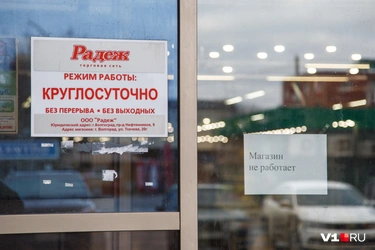 Радеж
торговая сеть
РЕЖИМ РАБОТЫ:
КРУГЛОСУТОЧНО
БЕЗ ПЕРЕРЫВА • БЕЗ ВЫХОДНЫХ
ООО "Радеж"
Магазин
не работает
V1.RU